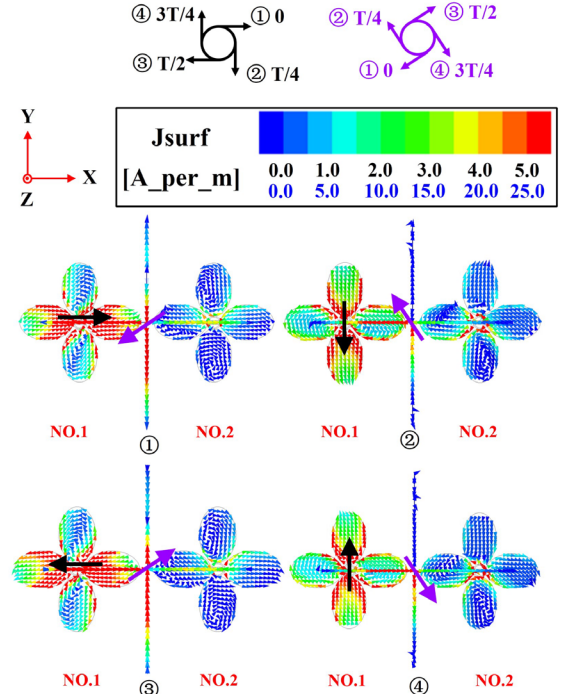 ④ 3T/4 ① 0
③ T/2 ② T/4
② T/4 ③ T/2
① 0 ④ 3T/4
Y
X
Z
Jsurf
[A_per_m]
0.0 1.0 2.0 3.0 4.0 5.0
0.0 5.0 10.0 15.0 20.0 25.0
NO.1 ① NO.2
NO.1 ② NO.2
NO.1 ③ NO.2
NO.1 ④ NO.2